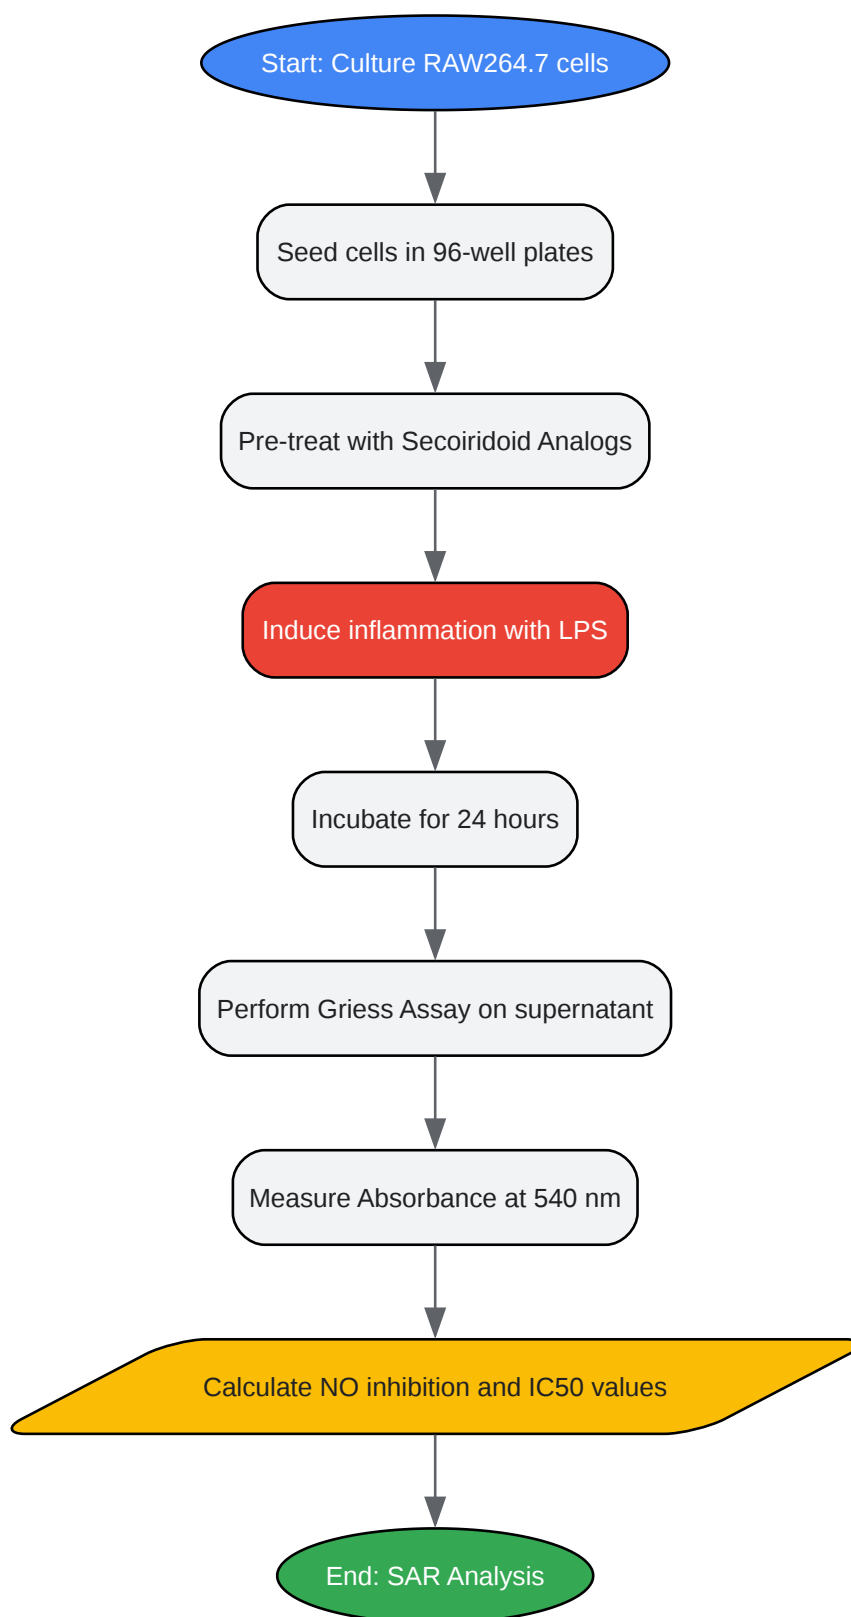 Start: Culture RAW264.7 cells
Seed cells in 96-well plates
Pre-treat with Secoiridoid Analogs
Induce inflammation with LPS
Incubate for 24 hours
Perform Griess Assay on supernatant
Measure Absorbance at 540 nm
Calculate NO inhibition and IC50 values
End: SAR Analysis